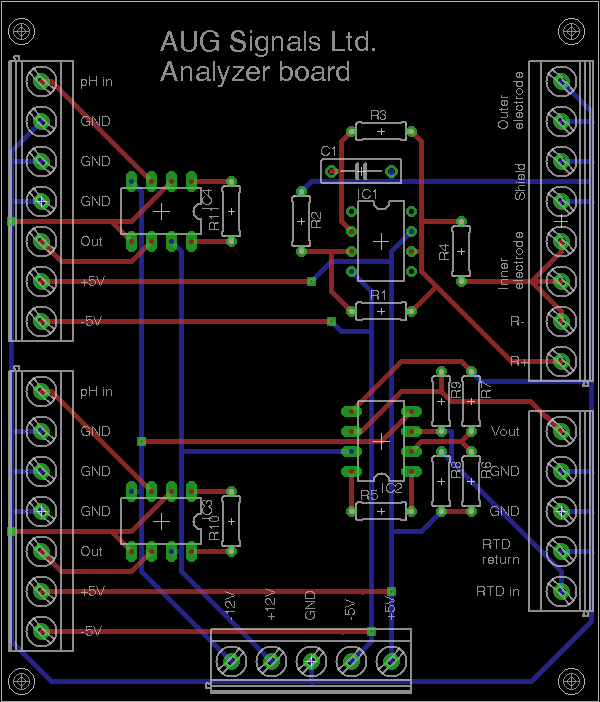 AUG Signals Ltd.
Analyzer board
pH in
GND
GND
GND
Out
+5V
-5V
C4
R11
R2
C1
R3
IC1
R4
R1
Outer
electrode
Shield
Inner
electrode
R-
R+
pH in
GND
GND
GND
Out
+5V
-5V
IC3
R10
R5
IC2
R9
R7
R8
R6
Vout
GND
GND
RTD
return
RTD in
-12V
+12V
GND
-5V
+5V